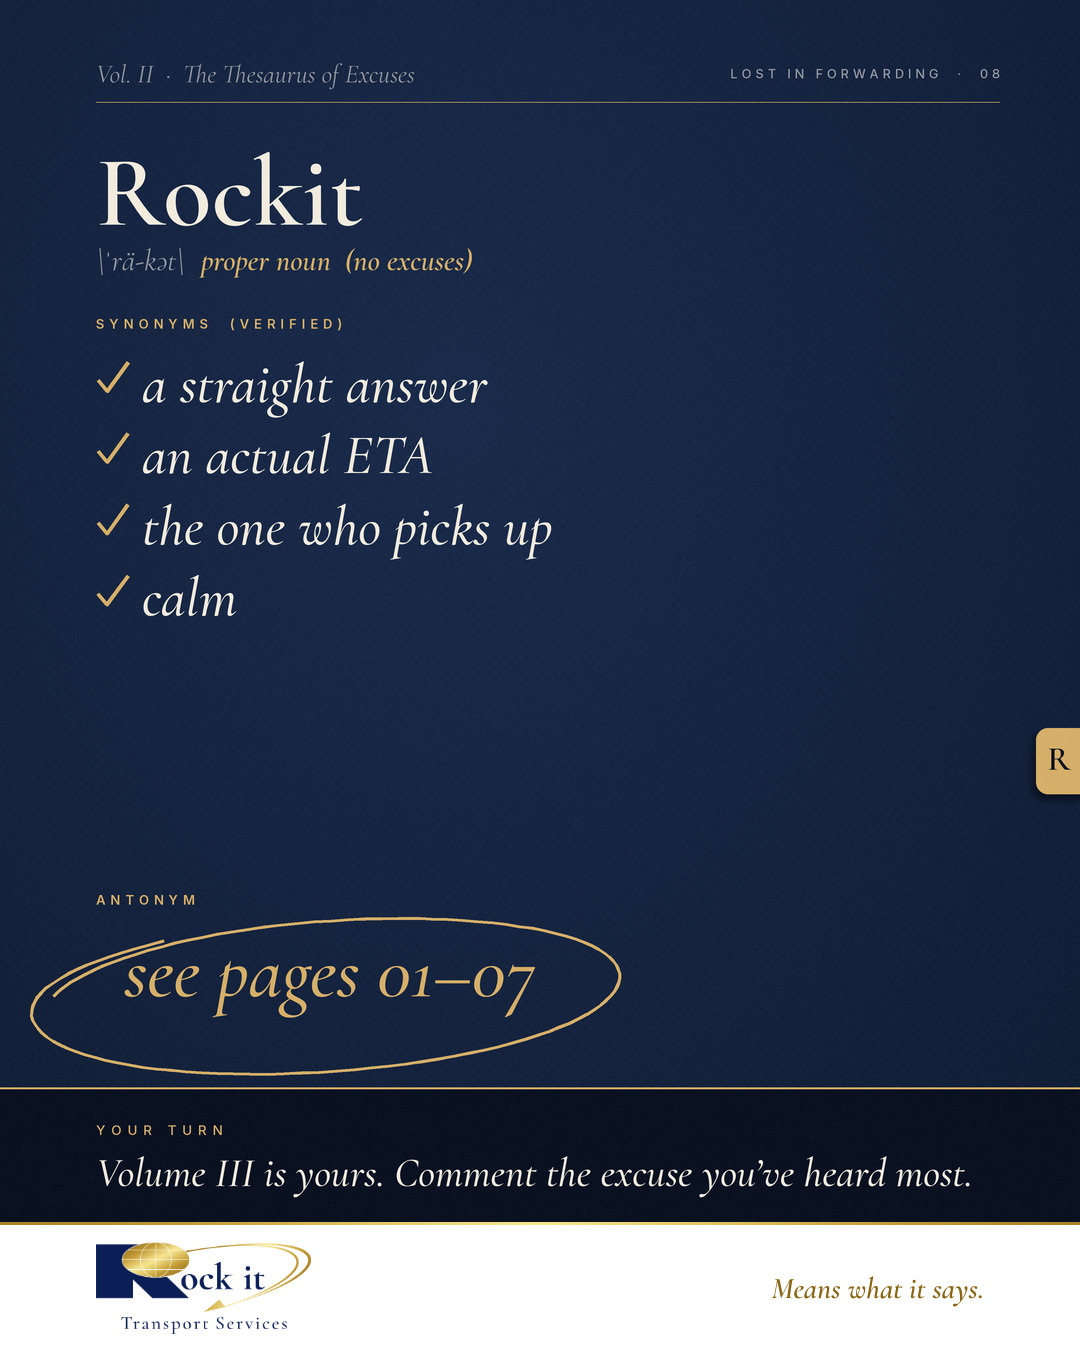 Vol. II · The Thesaurus of Excuses
LOST IN FORWARDING · 08
Rockit
\ˈrä-kət\ proper noun (no excuses)
SYNONYMS (VERIFIED)
✓ a straight answer
✓ an actual ETA
✓ the one who picks up
✓ calm
R
ANTONYM
see pages 01–07
YOUR TURN
Volume III is yours. Comment the excuse you’ve heard most.
Rock it
Transport Services
Means what it says.